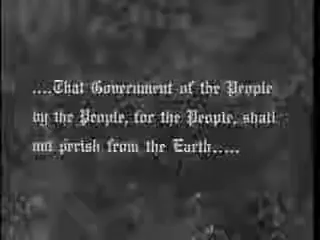 ....That Government of the People
by the People, for the People, shall
not perish from the Earth.....